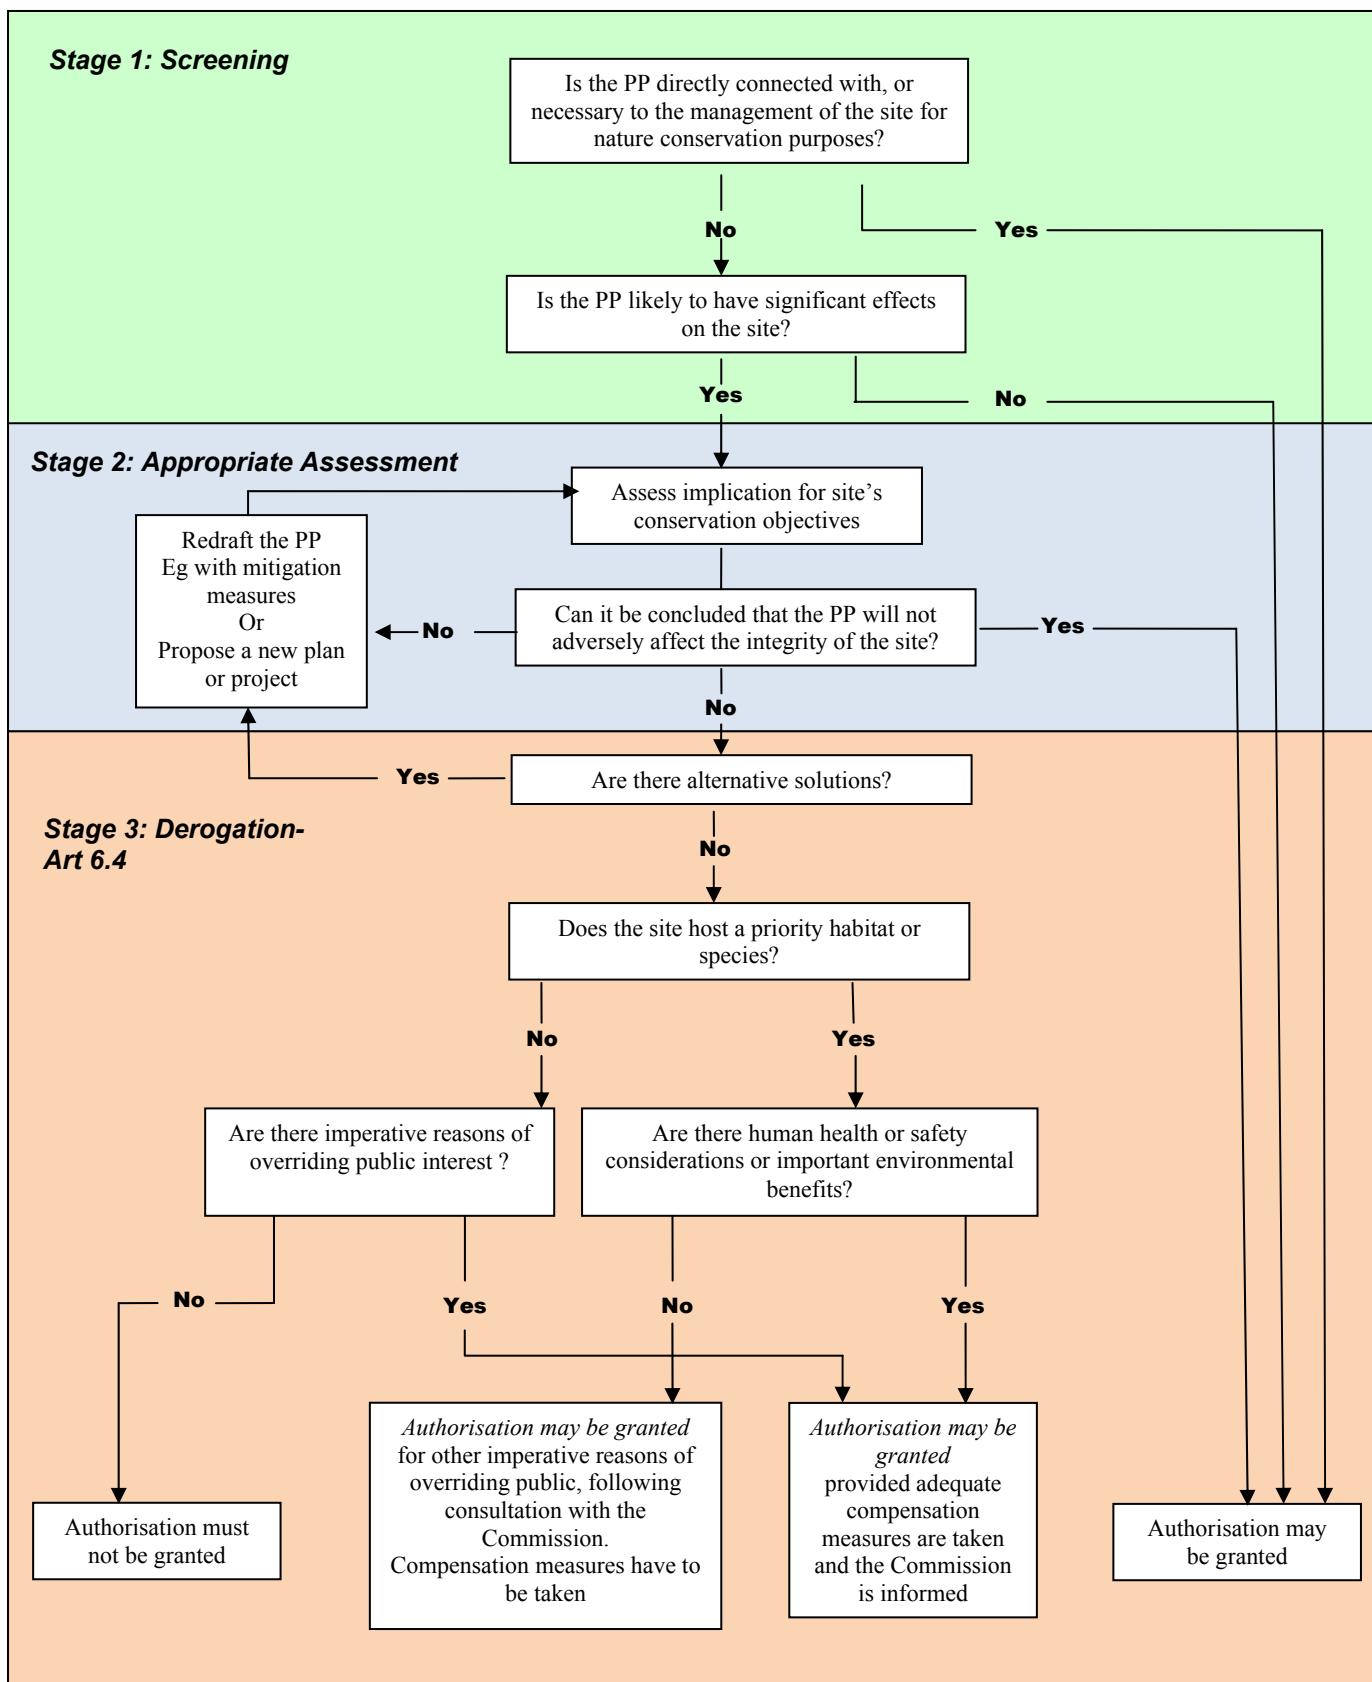 Stage 1: Screening
Is the PP directly connected with, or
necessary to the management of the site for
nature conservation purposes?
No
Yes
Is the PP likely to have significant effects
on the site?
Yes
No
Stage 2: Appropriate Assessment
Assess implication for site’s
conservation objectives
Redraft the PP
Eg with mitigation
measures
Or
Propose a new plan
or project
Can it be concluded that the PP will not
adversely affect the integrity of the site?
No
Yes
No
Are there alternative solutions?
Yes
Stage 3: Derogation-
Art 6.4
No
Does the site host a priority habitat or
species?
No
Yes
Are there imperative reasons of
overriding public interest ?
Are there human health or safety
considerations or important environmental
benefits?
No
Yes
No
Yes
Authorisation must
not be granted
Authorisation may be granted
for other imperative reasons of
overriding public, following
consultation with the
Commission.
Compensation measures have to
be taken
Authorisation may be
granted
provided adequate
compensation
measures are taken
and the Commission
is informed
Authorisation may
be granted